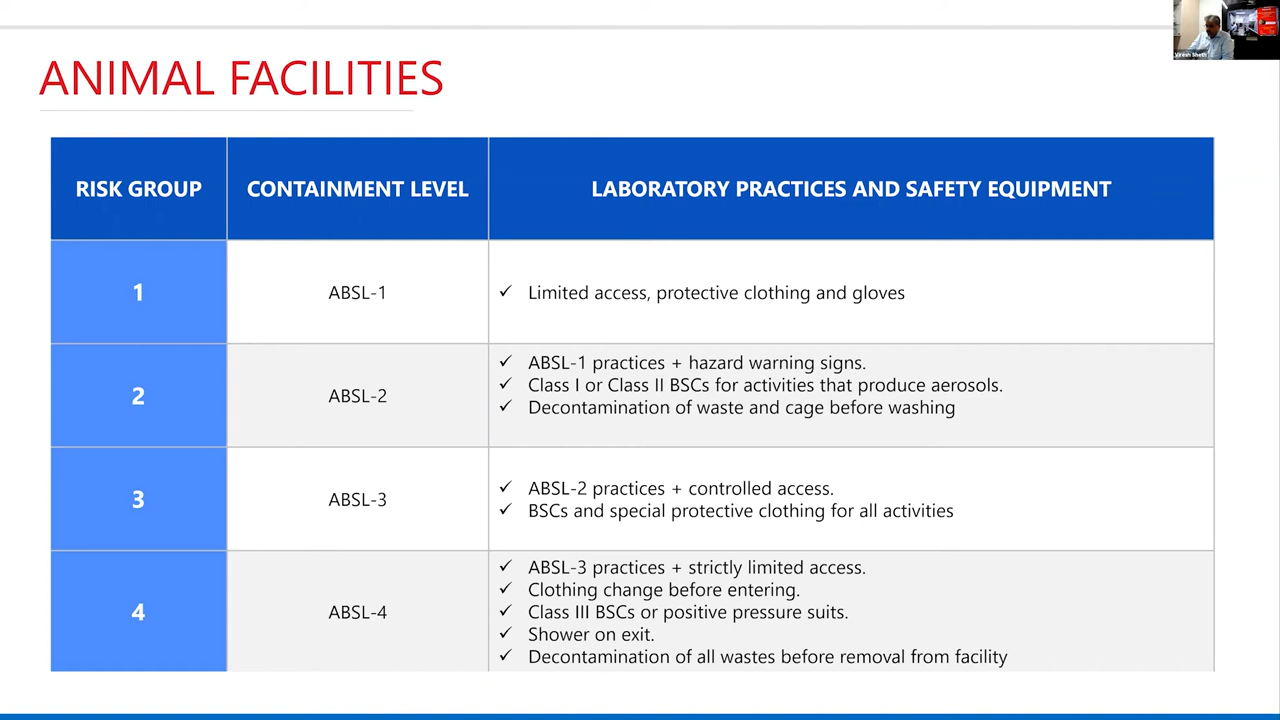 Viresh Sheth
ANIMAL FACILITIES
RISK GROUP
CONTAINMENT LEVEL
LABORATORY PRACTICES AND SAFETY EQUIPMENT
1
ABSL-1
✓ Limited access, protective clothing and gloves
2
ABSL-2
✓ ABSL-1 practices + hazard warning signs.
✓ Class I or Class II BSCs for activities that produce aerosols.
✓ Decontamination of waste and cage before washing
3
ABSL-3
✓ ABSL-2 practices + controlled access.
✓ BSCs and special protective clothing for all activities
4
ABSL-4
✓ ABSL-3 practices + strictly limited access.
✓ Clothing change before entering.
✓ Class III BSCs or positive pressure suits.
✓ Shower on exit.
✓ Decontamination of all wastes before removal from facility